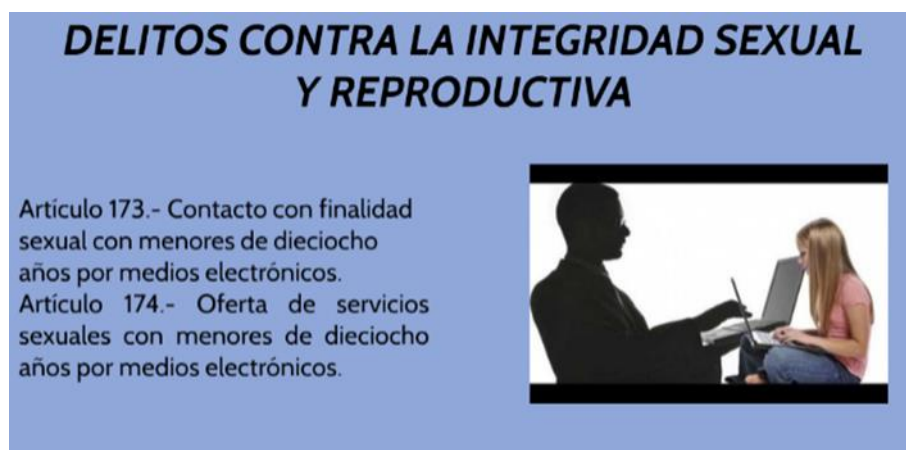 DELITOS CONTRA LA INTEGRIDAD SEXUAL
Y REPRODUCTIVA
Artículo 173.- Contacto con finalidad
sexual con menores de dieciocho
años por medios electrónicos.
Artículo 174.- Oferta de servicios
sexuales con menores de dieciocho
años por medios electrónicos.